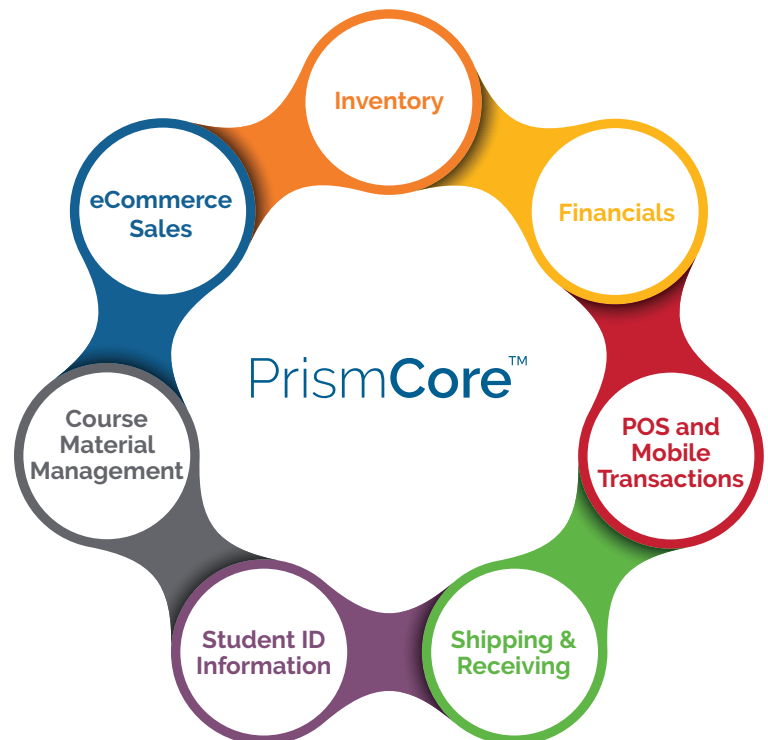 Inventory
eCommerce
Sales
Financials
PrismCore™
Course
Material
Management
POS and
Mobile
Transactions
Student ID
Information
Shipping &
Receiving